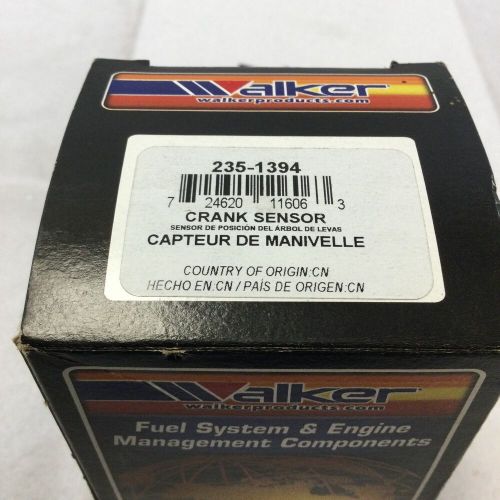 Walker
walkerproducts.com
235-1394
7 24620 11606 3
CRANK SENSOR
SENSOR DE POSICIÓN DEL ÁRBOL DE LEVAS
CAPTEUR DE MANIVELLE
COUNTRY OF ORIGIN:CN
HECHO EN:CN / PAÍS DE ORIGEN:CN
Walker
walkerproducts.com
Fuel System & Engine
Management Components